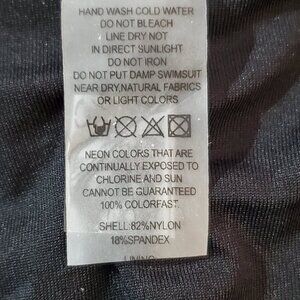 HAND WASH COLD WATER
DO NOT BLEACH
LINE DRY NOT
IN DIRECT SUNLIGHT
DO NOT IRON
DO NOT PUT DAMP SWIMSUIT
NEAR DRY,NATURAL FABRICS
OR LIGHT COLORS
NEON COLORS THAT ARE
CONTINUALLY EXPOSED TO
CHLORINE AND SUN
CANNOT BE GUARANTEED
100% COLORFAST.
SHELL:82%NYLON
18%SPANDEX
LINING